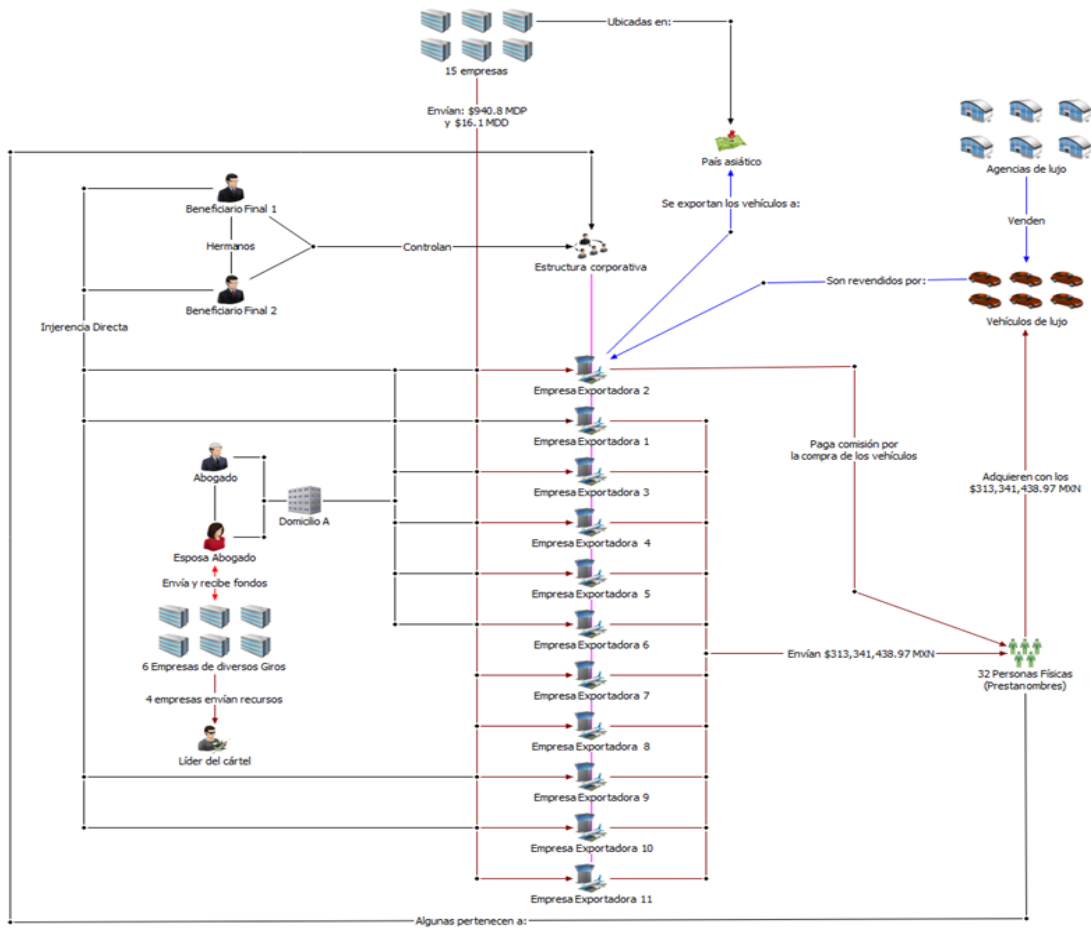 Ubicadas en:
15 empresas
Envían: $940.8 MDP
y $16.1 MDD
País asiático
Agencias de lujo
Beneficiario Final 1
Se exportan los vehículos a:
Venden
Hermanos
Controlan
Estructura corporativa
Son revendidos por:
Beneficiario Final 2
Vehículos de lujo
Injerencia Directa
Empresa Exportadora 2
Empresa Exportadora 1
Paga comisión por
la compra de los vehículos
Abogado
Empresa Exportadora 3
Adquieren con los
$313,341,438.97 MXN
Domicilio A
Empresa Exportadora 4
Esposa Abogado
Envía y recibe fondos
Empresa Exportadora 5
Empresa Exportadora 6
Envían $313,341,438.97 MXN
6 Empresas de diversos Giros
32 Personas Físicas
(Prestanombres)
Empresa Exportadora 7
4 empresas envían recursos
Empresa Exportadora 8
Líder del cártel
Empresa Exportadora 9
Empresa Exportadora 10
Empresa Exportadora 11
Algunas pertenecen a: